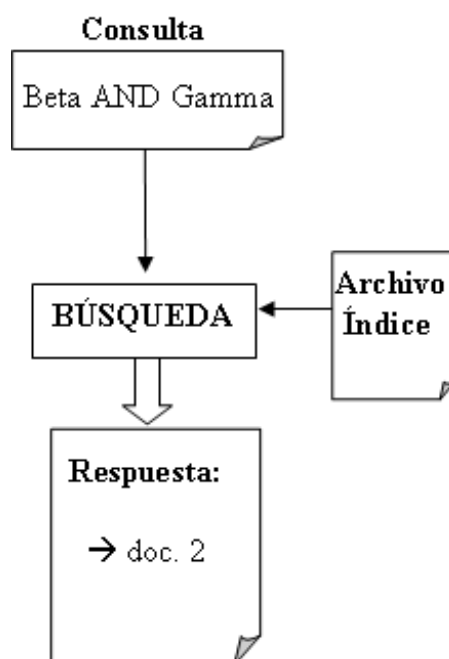 Consulta
Beta AND Gamma
BÚSQUEDA
Archivo
Índice
Respuesta:
→ doc. 2